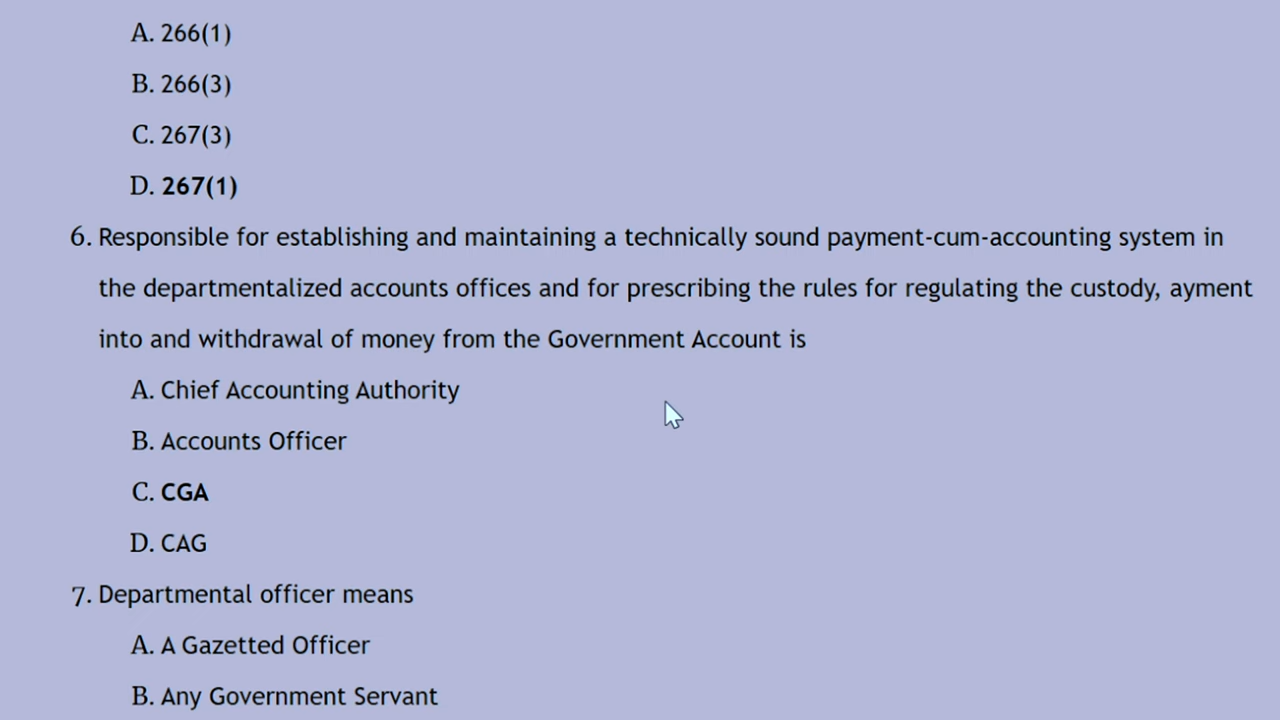 A. 266(1)
B. 266(3)
C. 267(3)
D. 267(1)
6. Responsible for establishing and maintaining a technically sound payment-cum-accounting system in
the departmentalized accounts offices and for prescribing the rules for regulating the custody, ayment
into and withdrawal of money from the Government Account is
A. Chief Accounting Authority
B. Accounts Officer
C. CGA
D. CAG
7. Departmental officer means
A. A Gazetted Officer
B. Any Government Servant